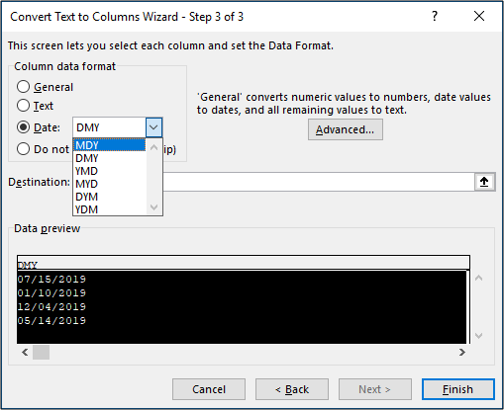 Convert Text to Columns Wizard - Step 3 of 3
This screen lets you select each column and set the Data Format.
Column data format
General
Text
Date: DMY
Do not ip)
MDY
DMY
YMD
MYD
DYM
YDM
'General' converts numeric values to numbers, date values
to dates, and all remaining values to text.
Advanced...
Destination:
Data preview
DMY
07/15/2019
01/10/2019
12/04/2019
05/14/2019
Cancel
< Back
Next >
Finish